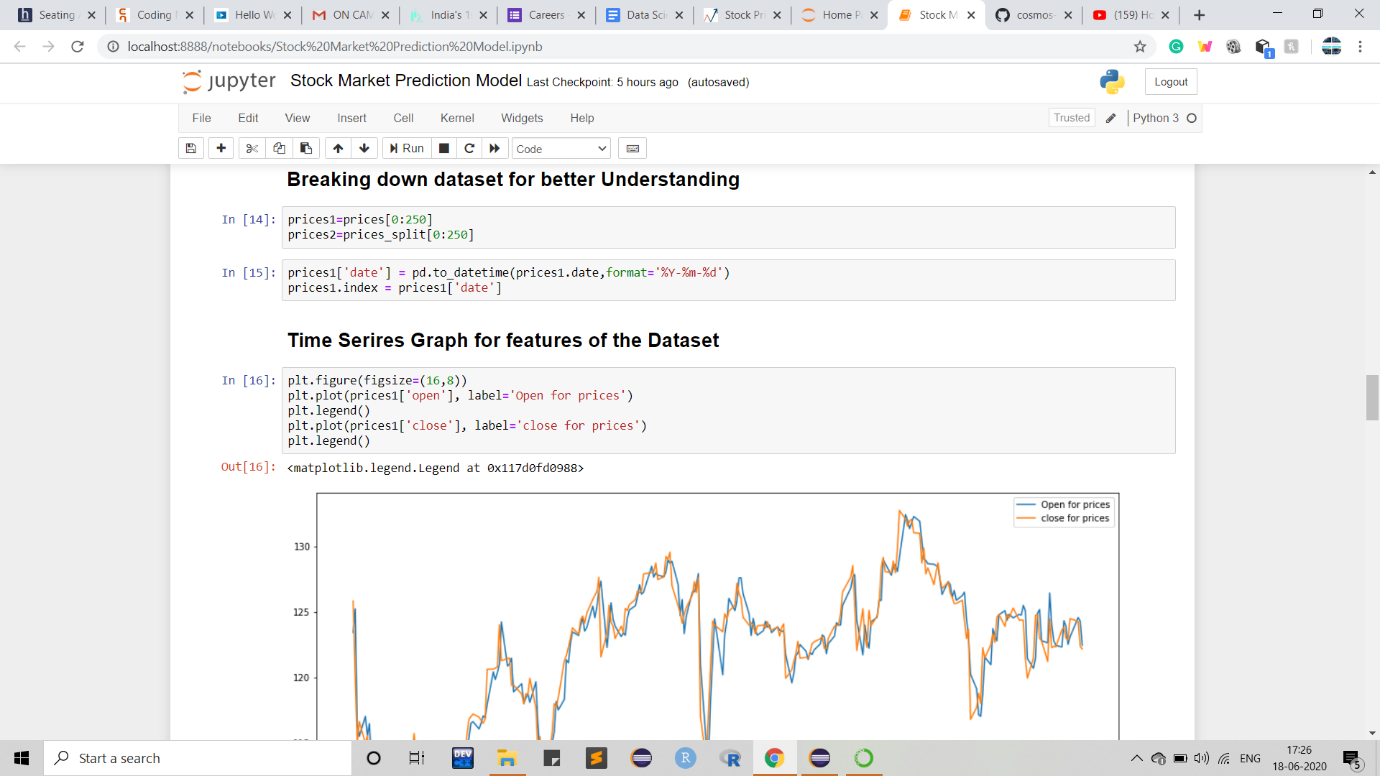 Seating
Coding
Hello W
ON CAM
India's 1
Careers
Data Sci
Stock Pri
Home P
Stock M
cosmos-
(159) Ho
localhost:8888/notebooks/Stock%20Market%20Prediction%20Model.ipynb
jupyter Stock Market Prediction Model Last Checkpoint: 5 hours ago (autosaved)
Logout
File Edit View Insert Cell Kernel Widgets Help
Trusted
Python 3
Run
Code
Breaking down dataset for better Understanding
In [14]: prices1=prices[0:250]
prices2=prices_split[0:250]
In [15]: prices1['date'] = pd.to_datetime(prices1.date,format='%Y-%m-%d')
prices1.index = prices1['date']
Time Serires Graph for features of the Dataset
In [16]: plt.figure(figsize=(16,8))
plt.plot(prices1['open'], label='Open for prices')
plt.legend()
plt.plot(prices1['close'], label='close for prices')
plt.legend()
Out[16]: <matplotlib.legend.Legend at 0x117d0fd0988>
Open for prices
close for prices
130
125
120
Start a search
DEV
R
R
ENG
17:26
18-06-2020
5